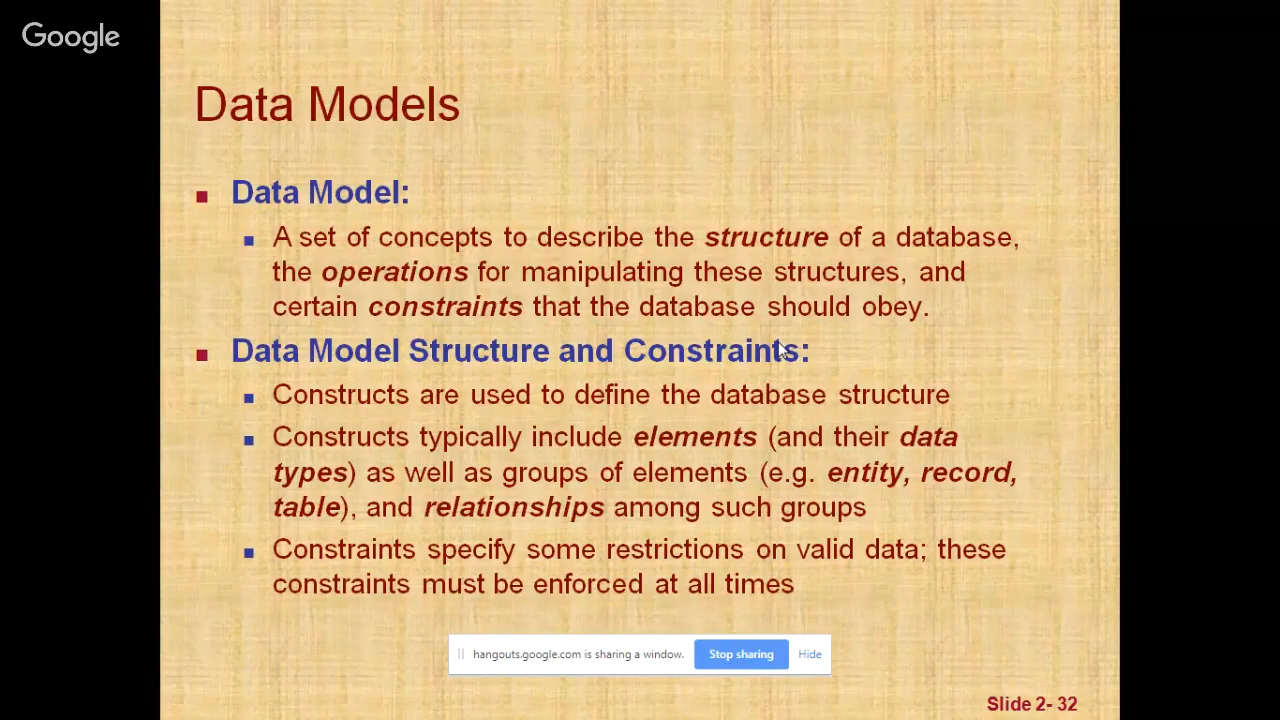 Google
Data Models
Data Model:
A set of concepts to describe the structure of a database,
the operations for manipulating these structures, and
certain constraints that the database should obey.
Data Model Structure and Constraints:
Constructs are used to define the database structure
Constructs typically include elements (and their data
types) as well as groups of elements (e.g. entity, record,
table), and relationships among such groups
Constraints specify some restrictions on valid data; these
constraints must be enforced at all times
hangouts.google.com is sharing a window. Stop sharing Hide
Slide 2- 32